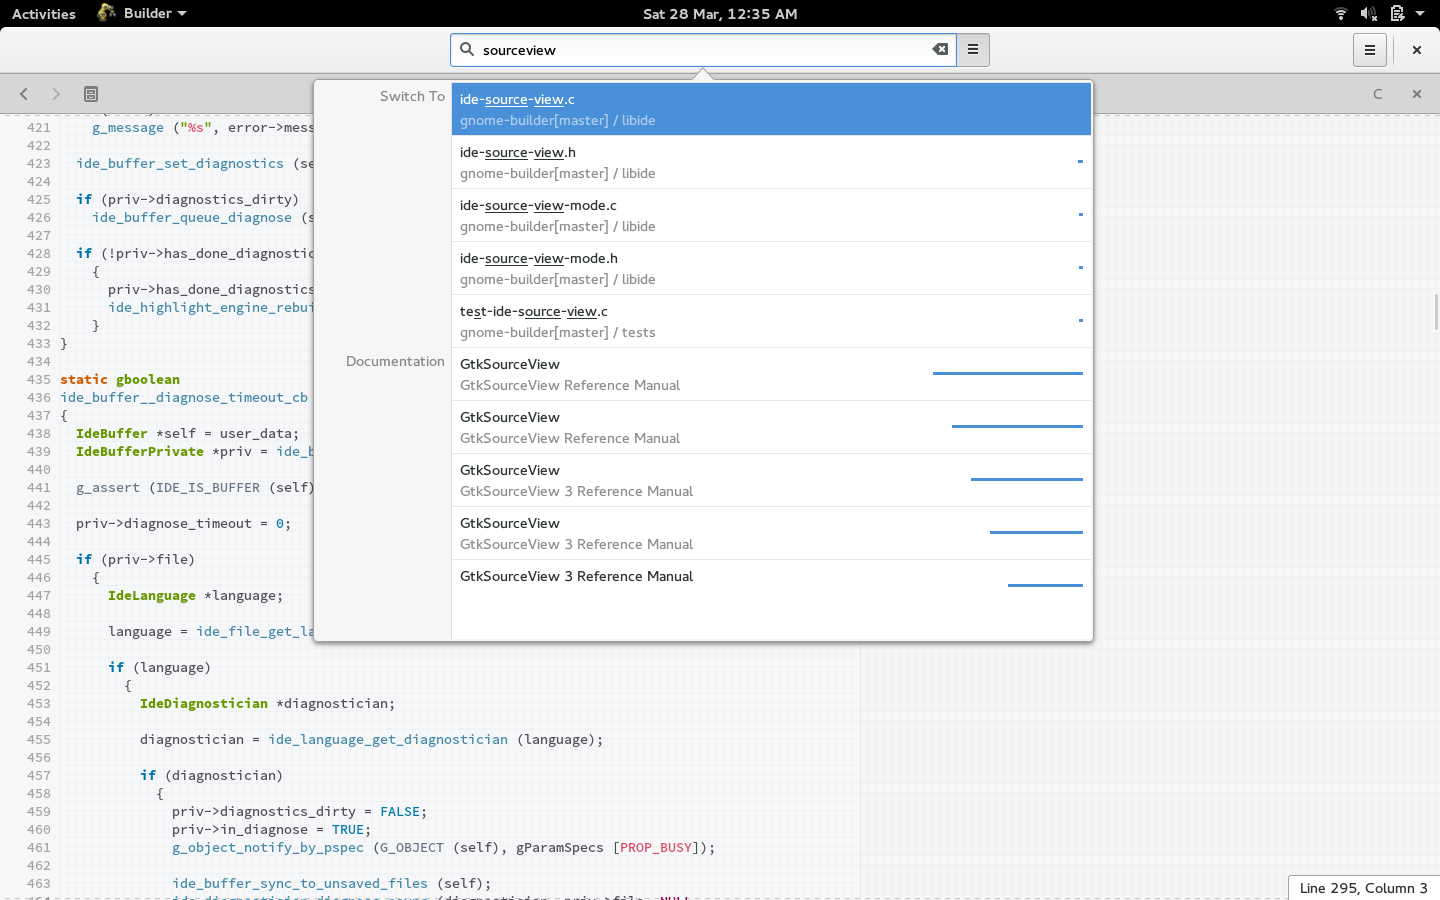 Activities Builder Sat 28 Mar, 12:35 AM
sourceview
C
Switch To
ide-source-view.c
gnome-builder[master] / libide
ide-source-view.h
gnome-builder[master] / libide
ide-source-view-mode.c
gnome-builder[master] / libide
ide-source-view-mode.h
gnome-builder[master] / libide
test-ide-source-view.c
gnome-builder[master] / tests
Documentation
GtkSourceView
GtkSourceView Reference Manual
GtkSourceView
GtkSourceView Reference Manual
GtkSourceView
GtkSourceView 3 Reference Manual
GtkSourceView
GtkSourceView 3 Reference Manual
GtkSourceView 3 Reference Manual
421 g_message ("%s", error->mess
422
423 ide_buffer_set_diagnostics (se
424
425 if (priv->diagnostics_dirty)
426 ide_buffer_queue_diagnose (s
427
428 if (!priv->has_done_diagnostic
429 {
430 priv->has_done_diagnostics
431 ide_highlight_engine_rebui
432 }
433 }
434
435 static gboolean
436 ide_buffer__diagnose_timeout_cb
437 {
438 IdeBuffer *self = user_data;
439 IdeBufferPrivate *priv = ide_b
440
441 g_assert (IDE_IS_BUFFER (self)
442
443 priv->diagnose_timeout = 0;
444
445 if (priv->file)
446 {
447 IdeLanguage *language;
448
449 language = ide_file_get_la
450
451 if (language)
452 {
453 IdeDiagnostician *diagnostician;
454
455 diagnostician = ide_language_get_diagnostician (language);
456
457 if (diagnostician)
458 {
459 priv->diagnostics_dirty = FALSE;
460 priv->in_diagnose = TRUE;
461 g_object_notify_by_pspec (G_OBJECT (self), gParamSpecs [PROP_BUSY]);
462
463 ide_buffer_sync_to_unsaved_files (self);
Line 295, Column 3